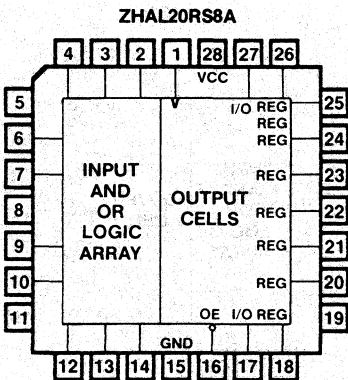 ZHAL20RS8A
4 3 2 1 28 27 26
VCC
5
6
7
8
9
10
11
I/O REG
REG
REG
REG
REG
REG
REG
I/O REG
25
24
23
22
21
20
19
INPUT
AND
OR
LOGIC
ARRAY
OUTPUT
CELLS
OE
GND
12 13 14 15 16 17 18